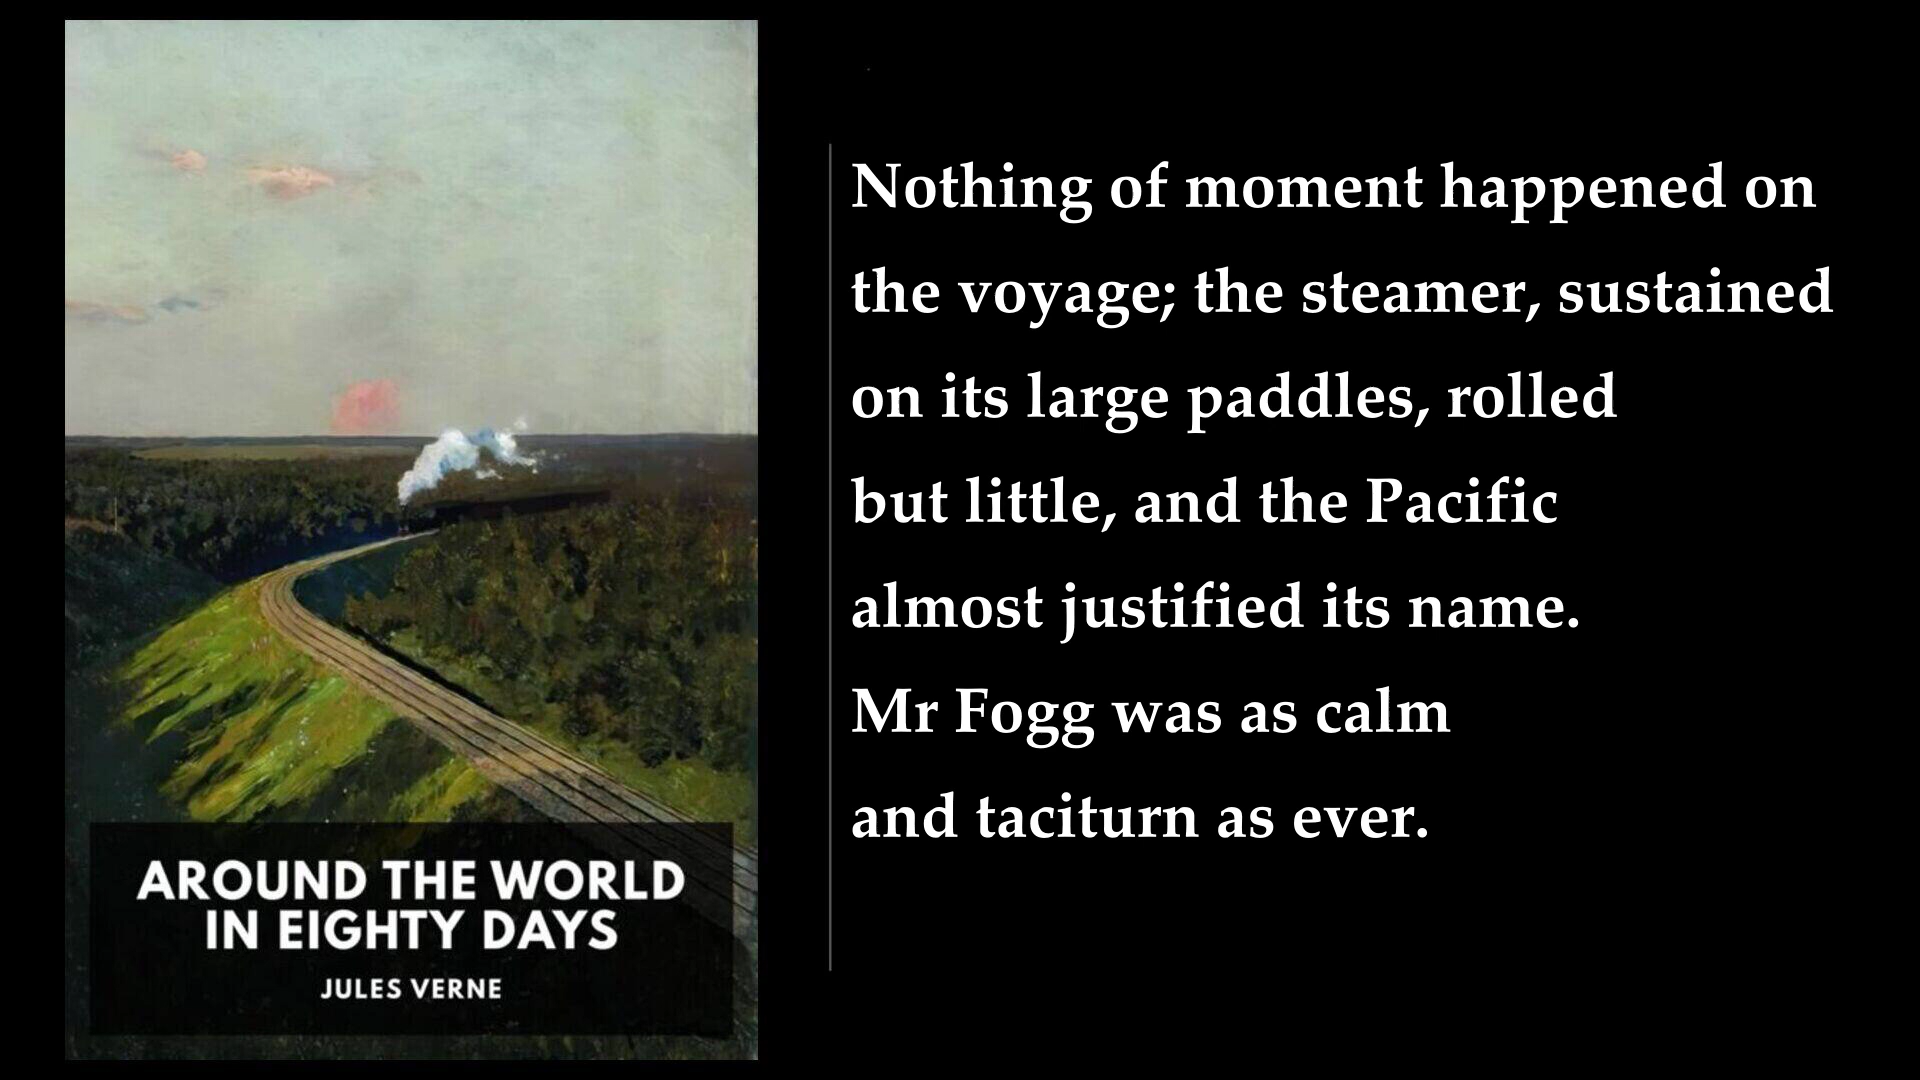 Nothing of moment happened on
the voyage; the steamer, sustained
on its large paddles, rolled
but little, and the Pacific
almost justified its name.
Mr Fogg was as calm
and taciturn as ever.
AROUND THE WORLD
IN EIGHTY DAYS
JULES VERNE